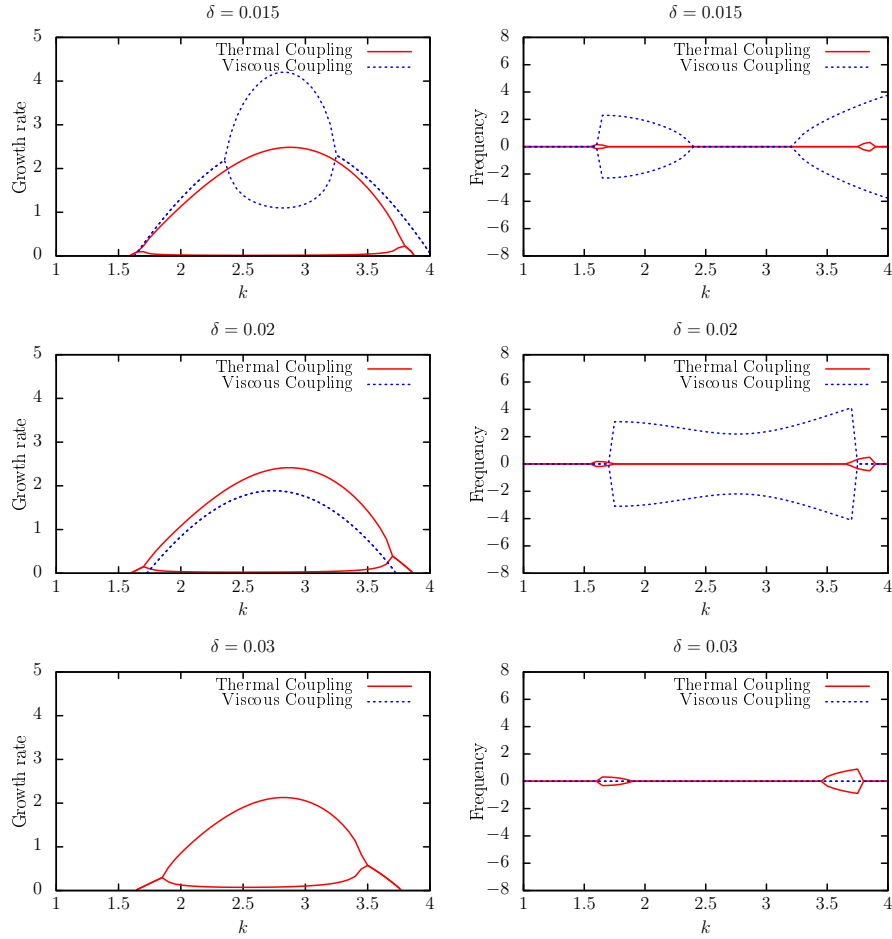 δ = 0.015
Growth rate
5
4
3
2
1
0
Thermal Coupling
Viscous Coupling
1 1.5 2 2.5 3 3.5 4
k
δ = 0.015
Frequency
8
6
4
2
0
−2
−4
−6
−8
Thermal Coupling
Viscous Coupling
1 1.5 2 2.5 3 3.5 4
k
δ = 0.02
Growth rate
5
4
3
2
1
0
Thermal Coupling
Viscous Coupling
1 1.5 2 2.5 3 3.5 4
k
δ = 0.02
Frequency
8
6
4
2
0
−2
−4
−6
−8
Thermal Coupling
Viscous Coupling
1 1.5 2 2.5 3 3.5 4
k
δ = 0.03
Growth rate
5
4
3
2
1
0
Thermal Coupling
Viscous Coupling
1 1.5 2 2.5 3 3.5 4
k
δ = 0.03
Frequency
8
6
4
2
0
−2
−4
−6
−8
Thermal Coupling
Viscous Coupling
1 1.5 2 2.5 3 3.5 4
k